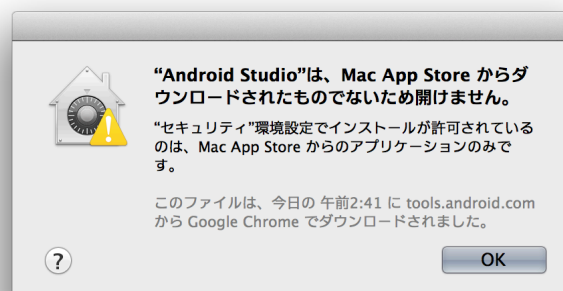 “Android Studio”は、Mac App Store からダ
ウンロードされたものでないため開けません。
“セキュリティ”環境設定でインストールが許可されている
のは、Mac App Store からのアプリケーションのみで
す。
このファイルは、今日の 午前2:41 に tools.android.com
から Google Chrome でダウンロードされました。
?
OK